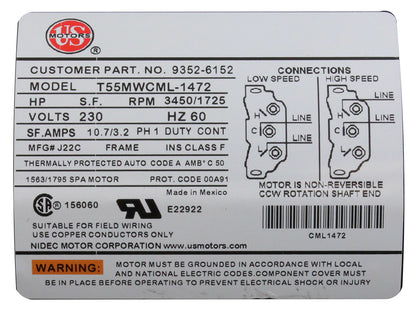 US
MOTORS
®
CUSTOMER PART. NO. 9352-6152
MODEL T55MWCML-1472
HP S.F. RPM 3450/1725
VOLTS 230 HZ 60
SF.AMPS 10.7/3.2 PH 1 DUTY CONT
MFG# J22C FRAME INS CLASS F
THERMALLY PROTECTED AUTO CODE A AMB°C 50
1563/1795 SPA MOTOR PROT. CODE 00A91
Made in Mexico
SA ® 156060 UR E22922
SUITABLE FOR FIELD WIRING
USE COPPER CONDUCTORS ONLY
NIDEC MOTOR CORPORATION www.usmotors.com
CONNECTIONS
LOW SPEED HIGH SPEED
H LINE H LINE
C LINE C LINE
L L
MOTOR IS NON-REVERSIBLE
CCW ROTATION SHAFT END
CML1472
WARNING: MOTOR MUST BE GROUNDED IN ACCORDANCE WITH LOCAL
AND NATIONAL ELECTRIC CODES.COMPONENT COVER MUST
BE IN PLACE BEFORE OPERATING TO PREVENT ELECTRICAL SHOCK OR INJURY